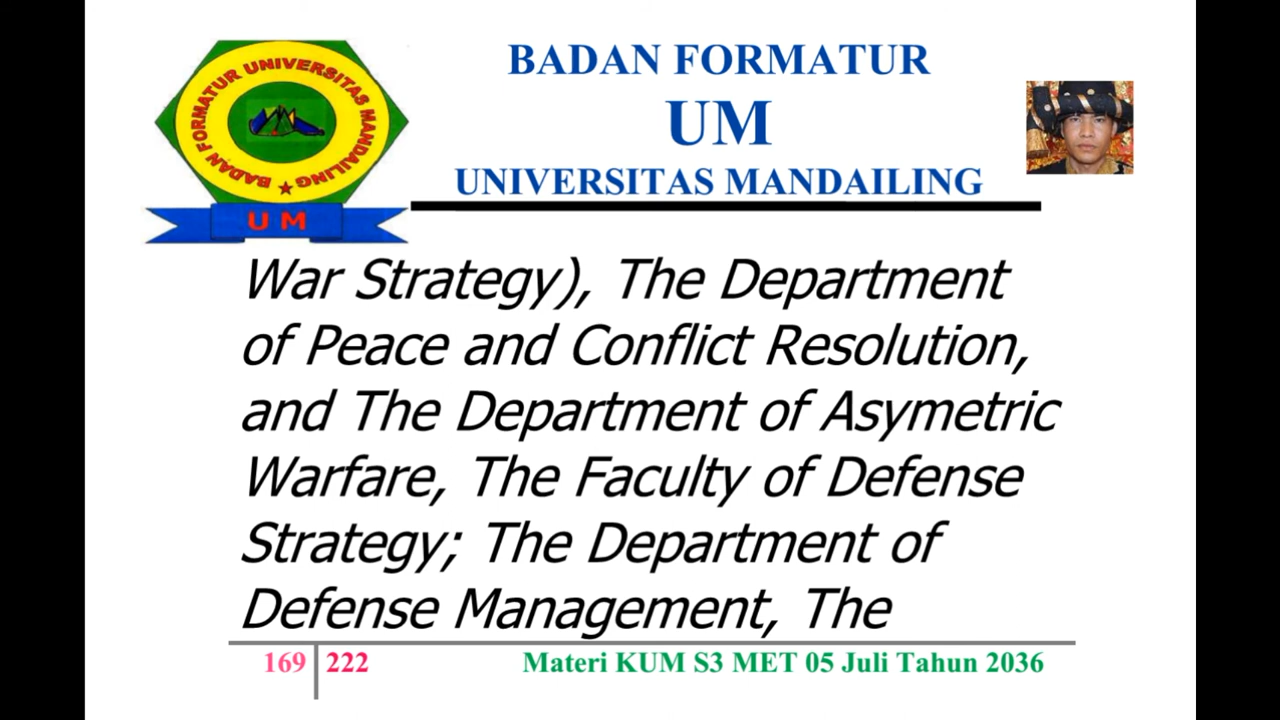 BADAN FORMATUR UNIVERSITAS MANDAILING
UM
BADAN FORMATUR
UM
UNIVERSITAS MANDAILING
War Strategy), The Department
of Peace and Conflict Resolution,
and The Department of Asymetric
Warfare, The Faculty of Defense
Strategy; The Department of
Defense Management, The
169 222 Materi KUM S3 MET 05 Juli Tahun 2036